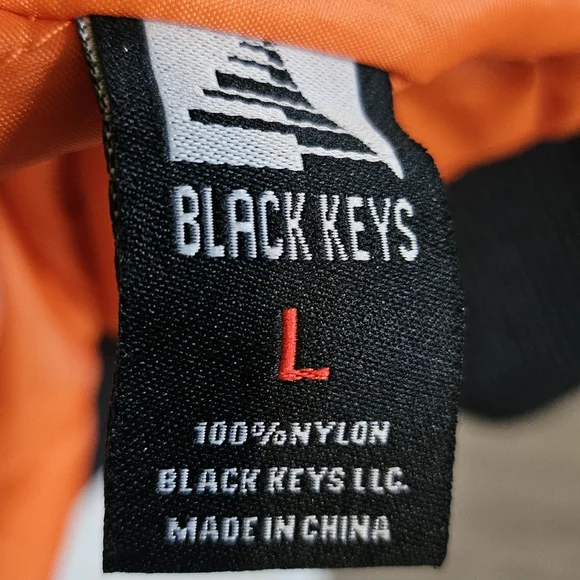 BLACK KEYS
L
100% NYLON
BLACK KEYS LLC.
MADE IN CHINA